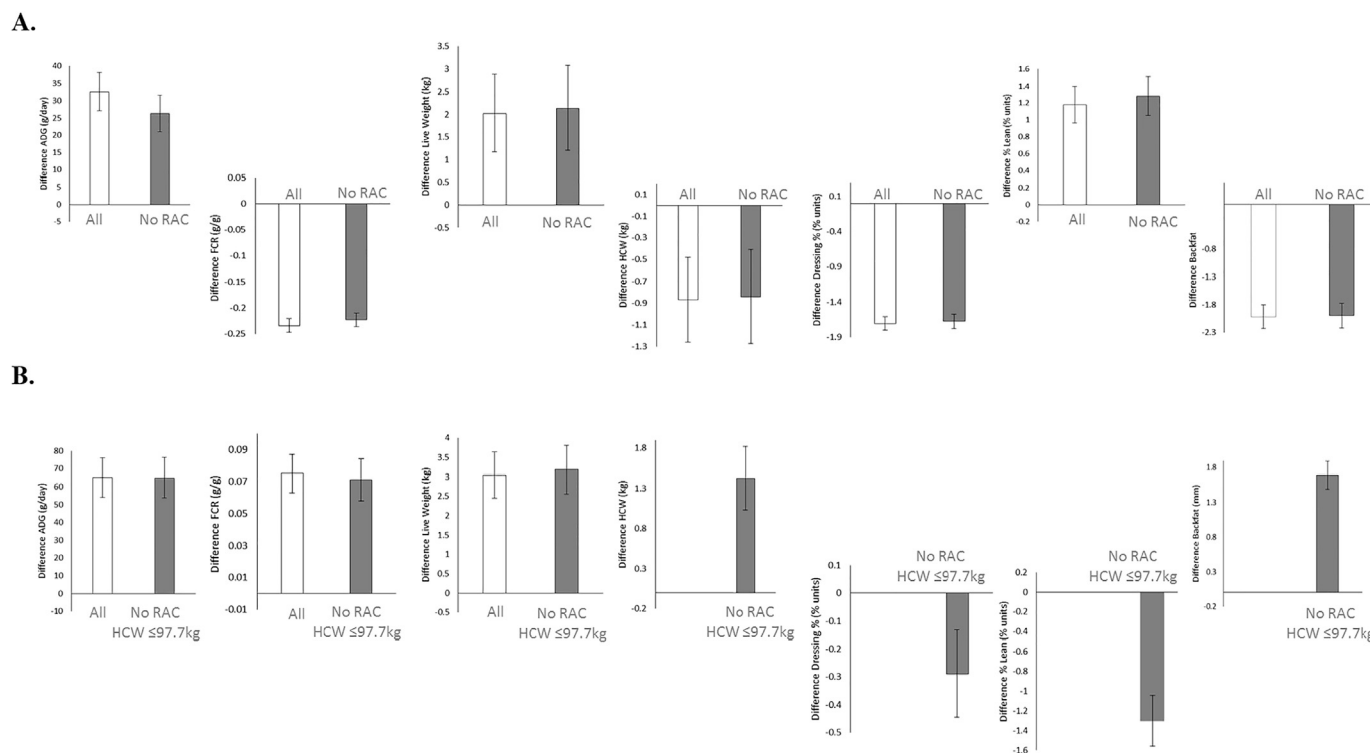 A.
Difference ADG (g/day)
40
35
30
25
20
15
10
5
0
-5
All
No RAC
Difference FCR (g/g)
0.05
0
-0.05
-0.1
-0.15
-0.2
-0.25
All
No RAC
Difference Live Weight (kg)
3.5
3
2.5
2
1.5
1
0.5
0
-0.5
All
No RAC
Difference HCW (kg)
0.1
-0.1
-0.3
-0.5
-0.7
-0.9
-1.1
-1.3
All
No RAC
Difference Dressing % (% units)
0.1
-0.4
-0.9
-1.4
-1.9
All
No RAC
Difference % Lean (% units)
1.6
1.4
1.2
1
0.8
0.6
0.4
0.2
0
All
No RAC
Difference Backfat
-0.8
-1.3
-1.8
-2.3
All
No RAC
B.
Difference ADG (g/day)
80
70
60
50
40
30
20
10
0
-10
All
No RAC
HCW ≤97.7kg
Difference FCR (g/g)
0.09
0.07
0.05
0.03
0.01
-0.01
All
No RAC
HCW ≤97.7kg
Difference Live Weight (kg)
4
3.5
3
2.5
2
1.5
1
0.5
0
-0.5
All
No RAC
HCW ≤97.7kg
Difference HCW (kg)
1.8
1.3
0.8
0.3
-0.2
No RAC
HCW ≤97.7kg
Difference Dressing % (% units)
0.1
0
-0.1
-0.2
-0.3
-0.4
-0.5
No RAC
HCW ≤97.7kg
Difference % Lean (% units)
0.2
0
-0.2
-0.4
-0.6
-0.8
-1
-1.2
-1.4
-1.6
No RAC
HCW ≤97.7kg
Difference Backfat (mm)
1.8
1.3
0.8
0.3
-0.2
No RAC
HCW ≤97.7kg